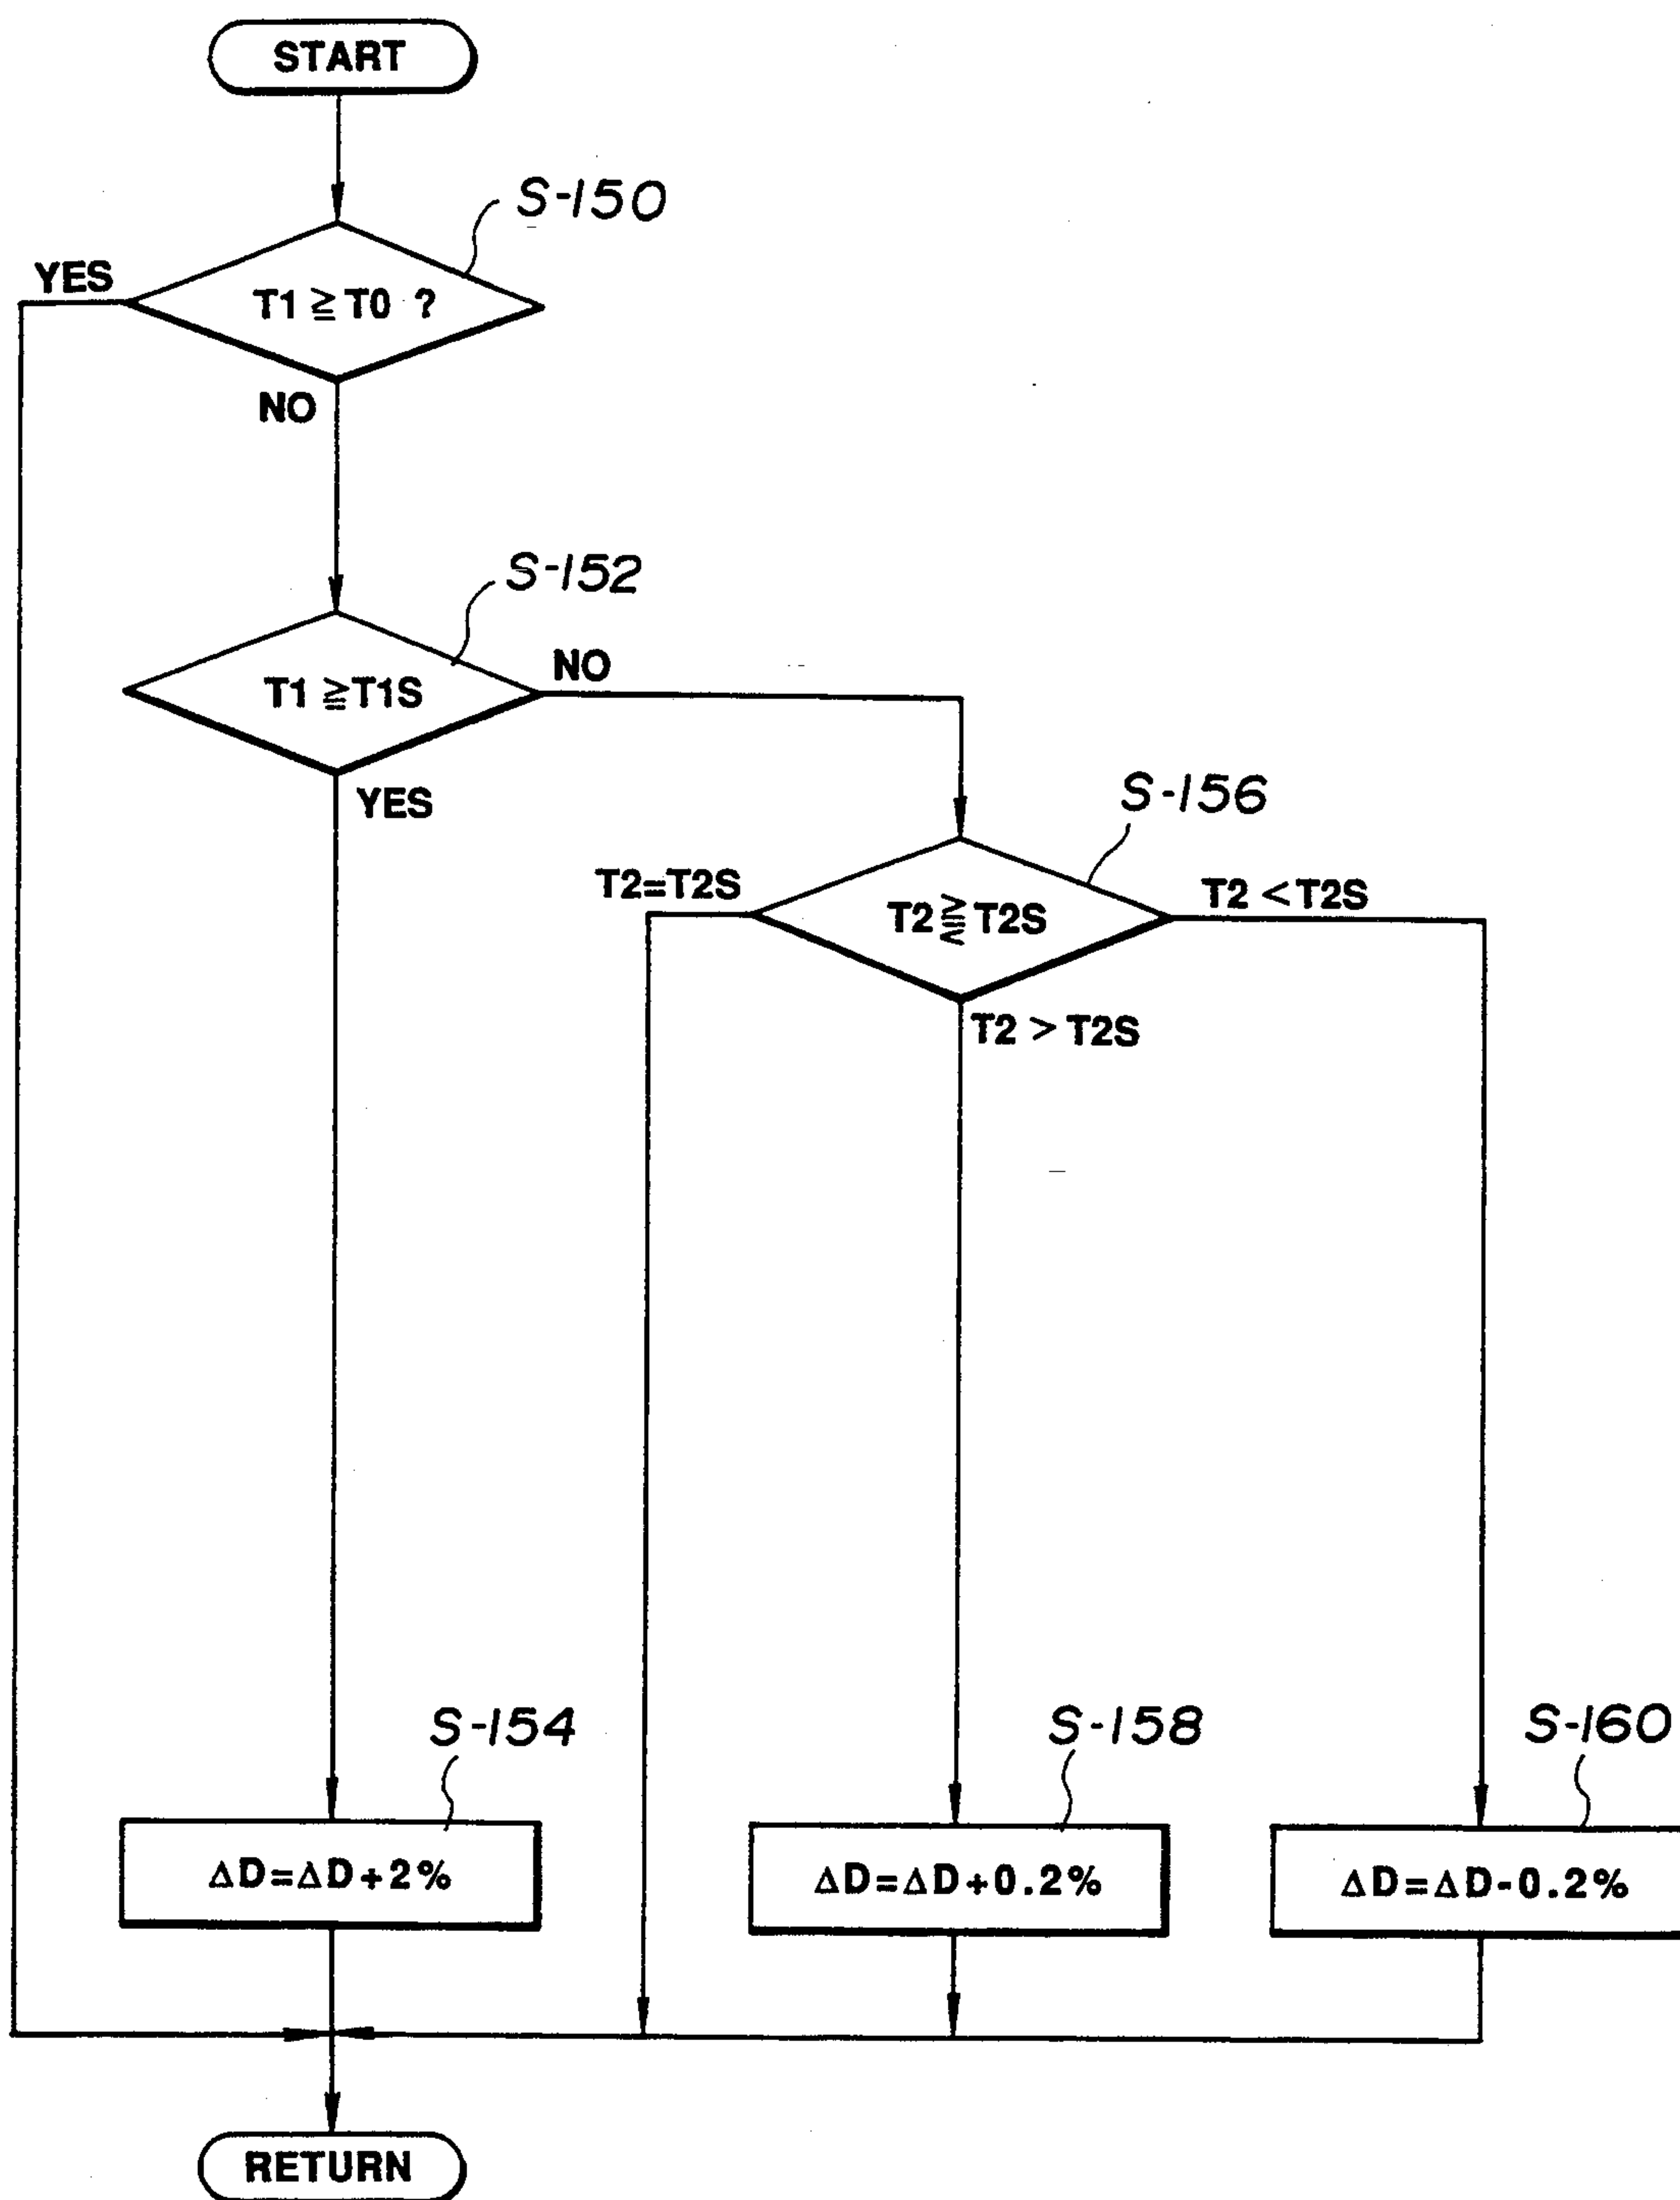 START
S-150
YES
T1 ≧ T0 ?
NO
S-152
T1 ≧T1S
NO
YES
S-156
T2=T2S
T2⪌T2S
T2 <T2S
T2 > T2S
S-154
S-158
S-160
ΔD=ΔD+2%
ΔD=ΔD+0.2%
ΔD=ΔD-0.2%
RETURN